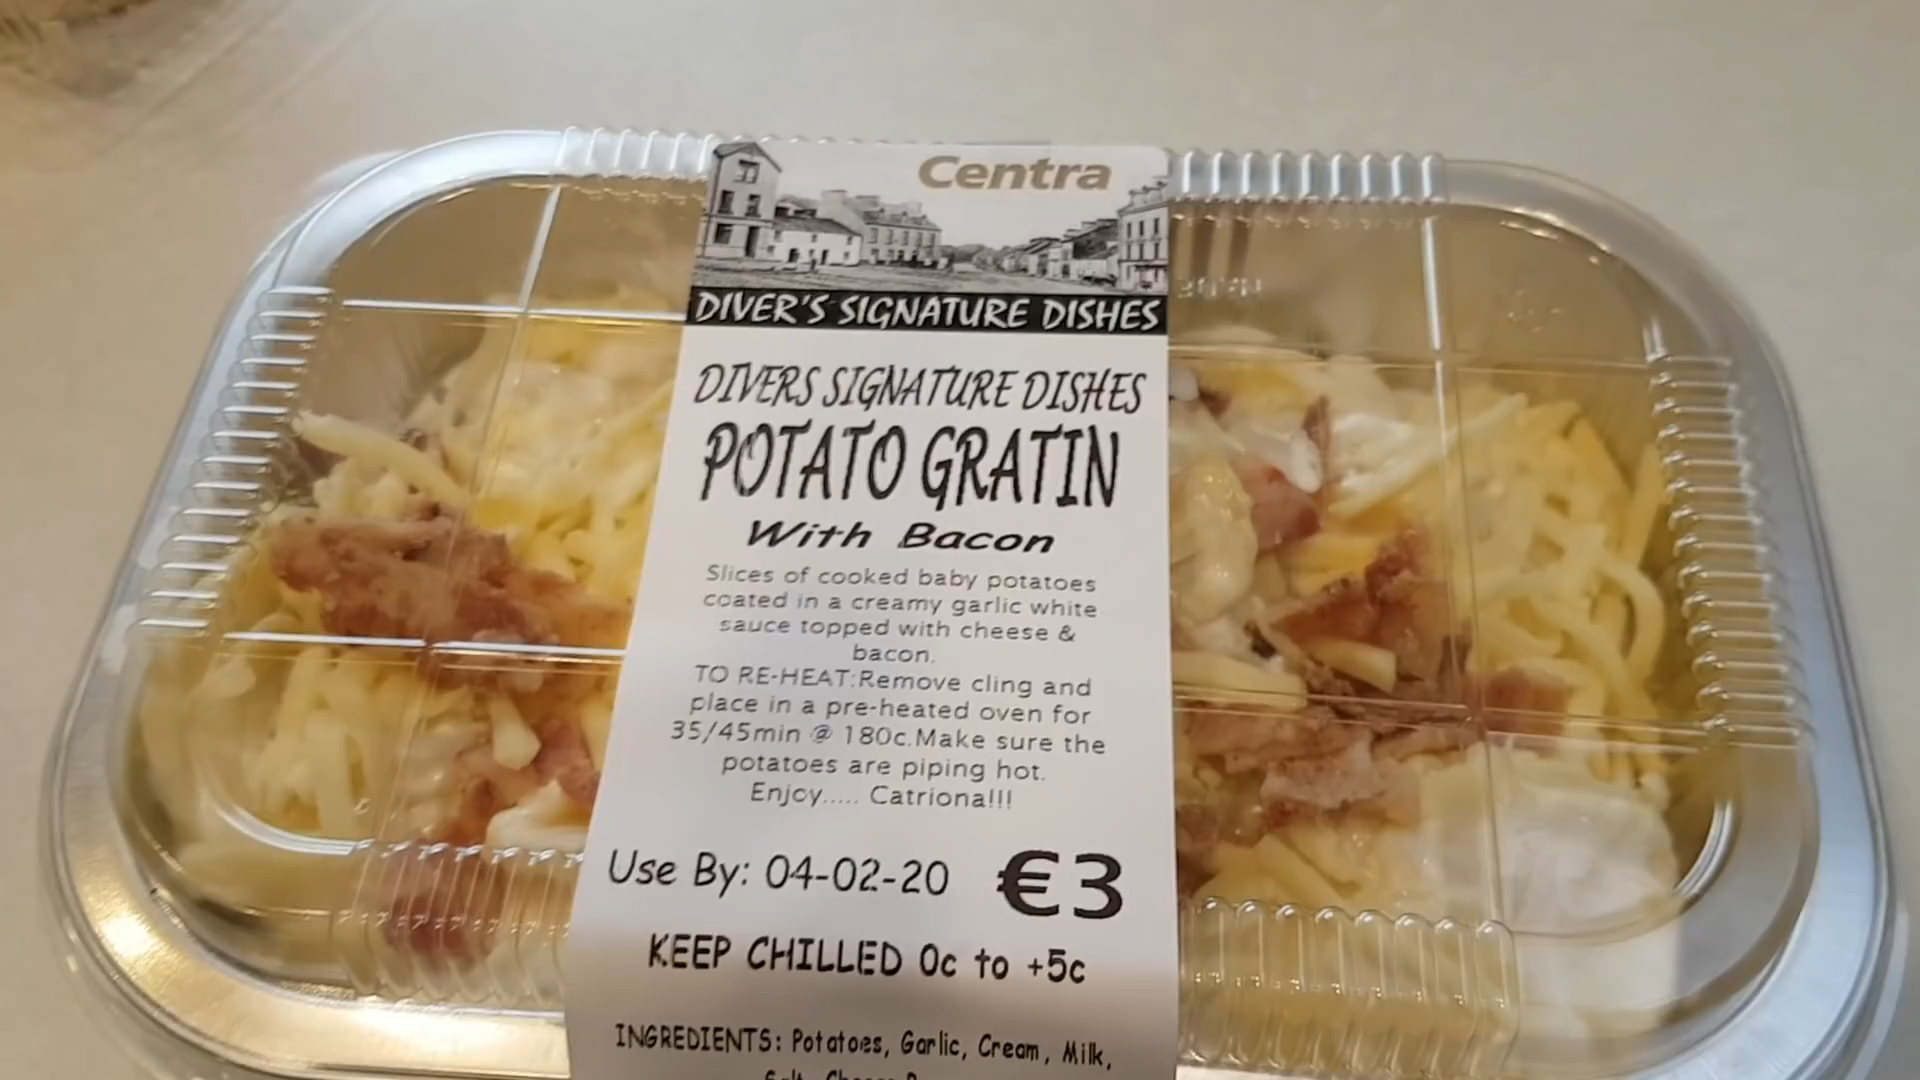 Centra
DIVER'S SIGNATURE DISHES
DIVERS SIGNATURE DISHES
POTATO GRATIN
With Bacon
Slices of cooked baby potatoes
coated in a creamy garlic white
sauce topped with cheese &
bacon.
TO RE-HEAT:Remove cling and
place in a pre-heated oven for
35/45min @ 180c.Make sure the
potatoes are piping hot.
Enjoy..... Catriona!!!
Use By: 04-02-20 €3
KEEP CHILLED 0c to +5c
INGREDIENTS: Potatoes, Garlic, Cream, Milk,